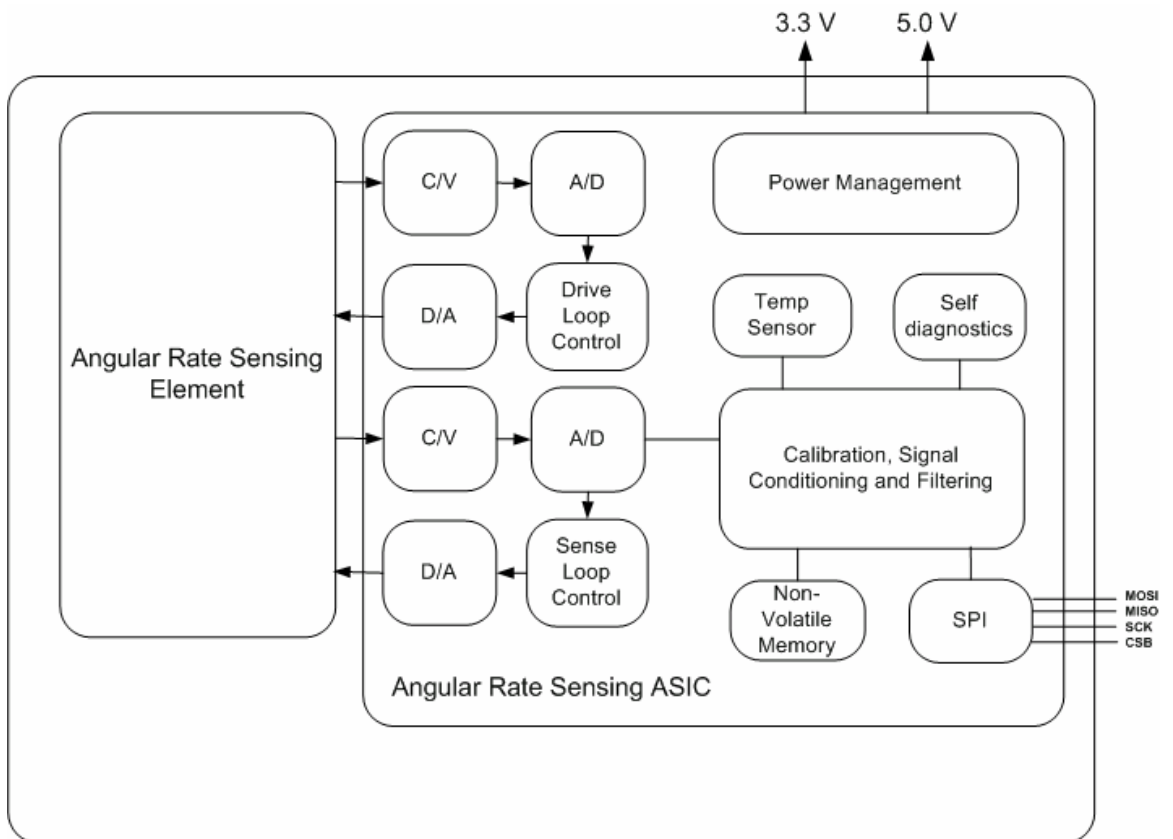 3.3 V
5.0 V
C/V
A/D
Power Management
D/A
Drive
Loop
Control
Temp
Sensor
Self
diagnostics
Angular Rate Sensing
Element
C/V
A/D
Calibration, Signal
Conditioning and Filtering
D/A
Sense
Loop
Control
Non-
Volatile
Memory
SPI
MOSI
MISO
SCK
CSB
Angular Rate Sensing ASIC